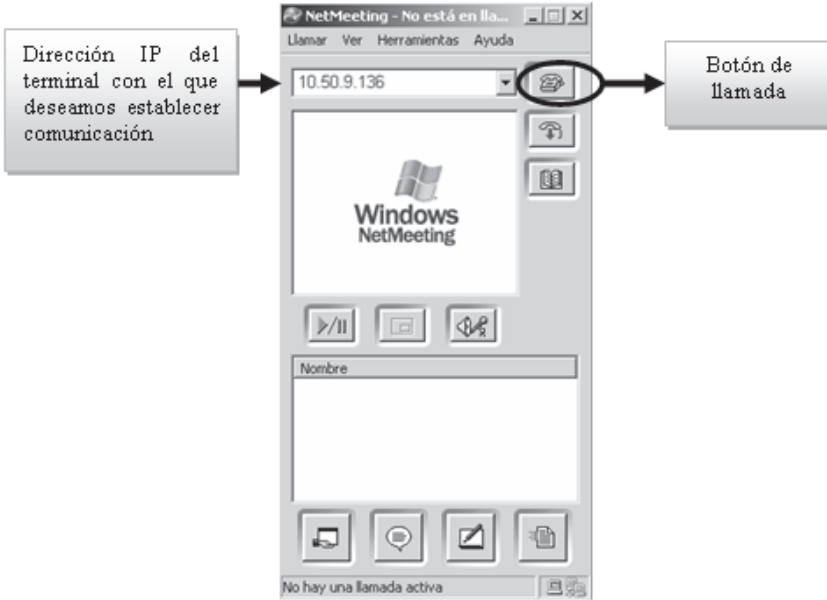 NetMeeting - No está en lla...
Llamar Ver Herramientas Ayuda
Dirección IP del
terminal con el que
deseamos establecer
comunicación
10.50.9.136
Botón de
llamada
Windows
NetMeeting
Nombre
No hay una llamada activa